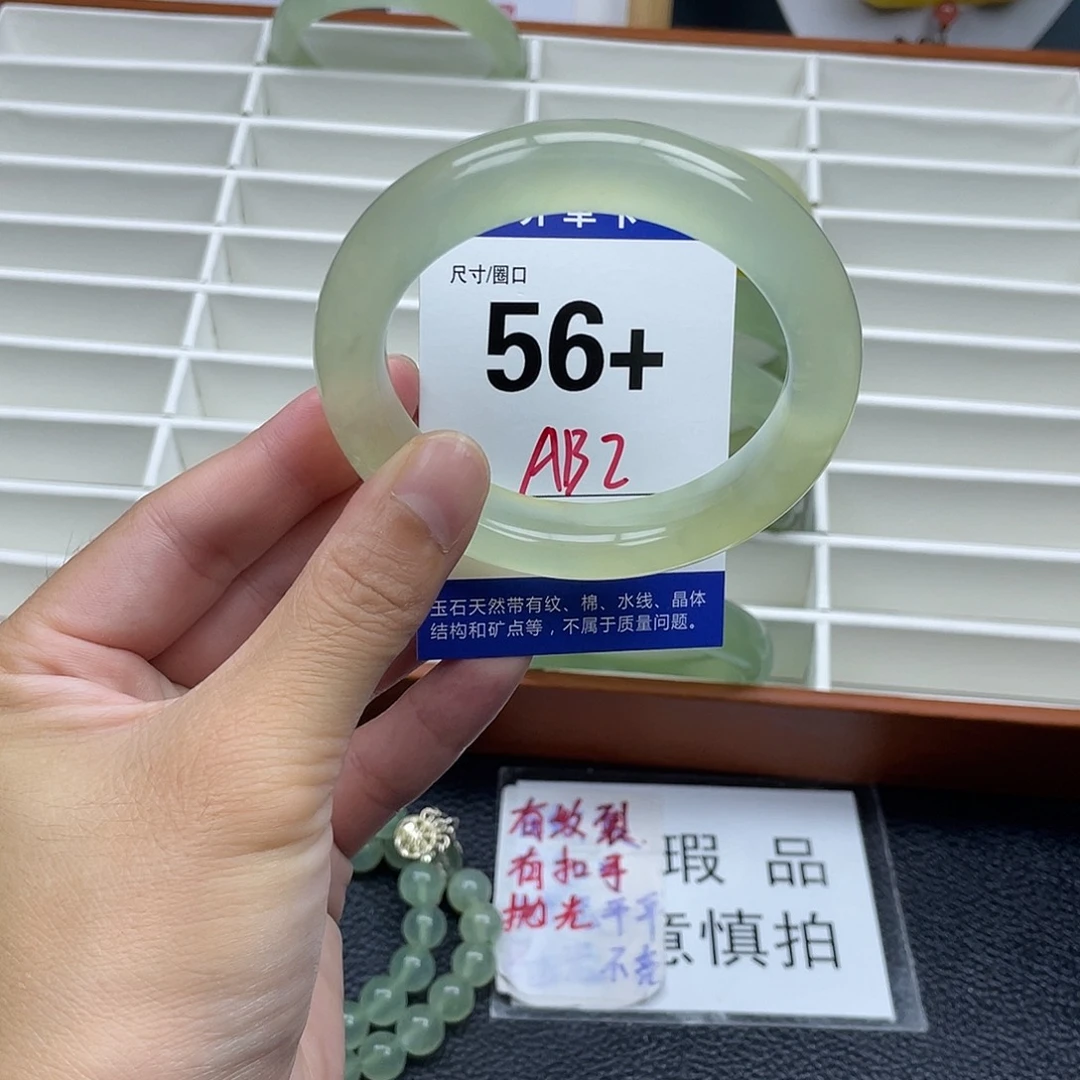 尺寸/圈口
56+
AB2
玉石天然带有纹、棉、水线、晶体
结构和矿点等，不属于质量问题。
有纹裂
有扣手
抛光
瑕 品
慎拍